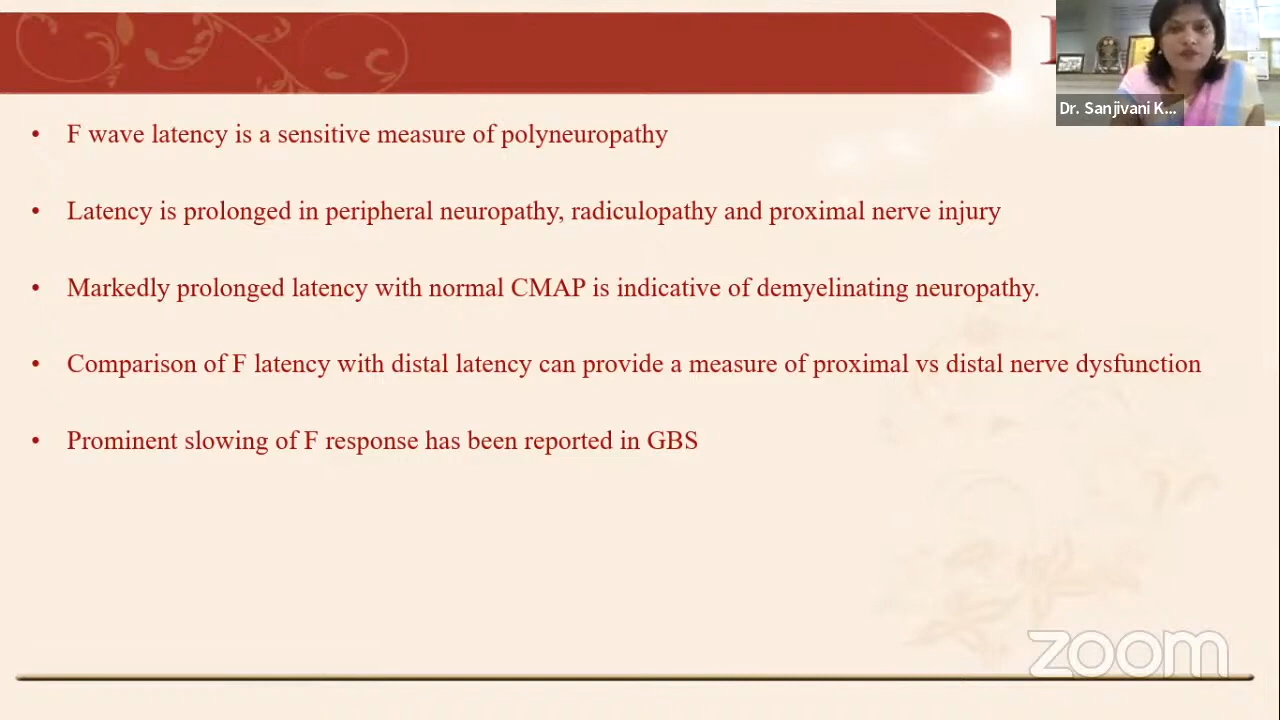 Dr. Sanjivani K...
• F wave latency is a sensitive measure of polyneuropathy
• Latency is prolonged in peripheral neuropathy, radiculopathy and proximal nerve injury
• Markedly prolonged latency with normal CMAP is indicative of demyelinating neuropathy.
• Comparison of F latency with distal latency can provide a measure of proximal vs distal nerve dysfunction
• Prominent slowing of F response has been reported in GBS
zoom